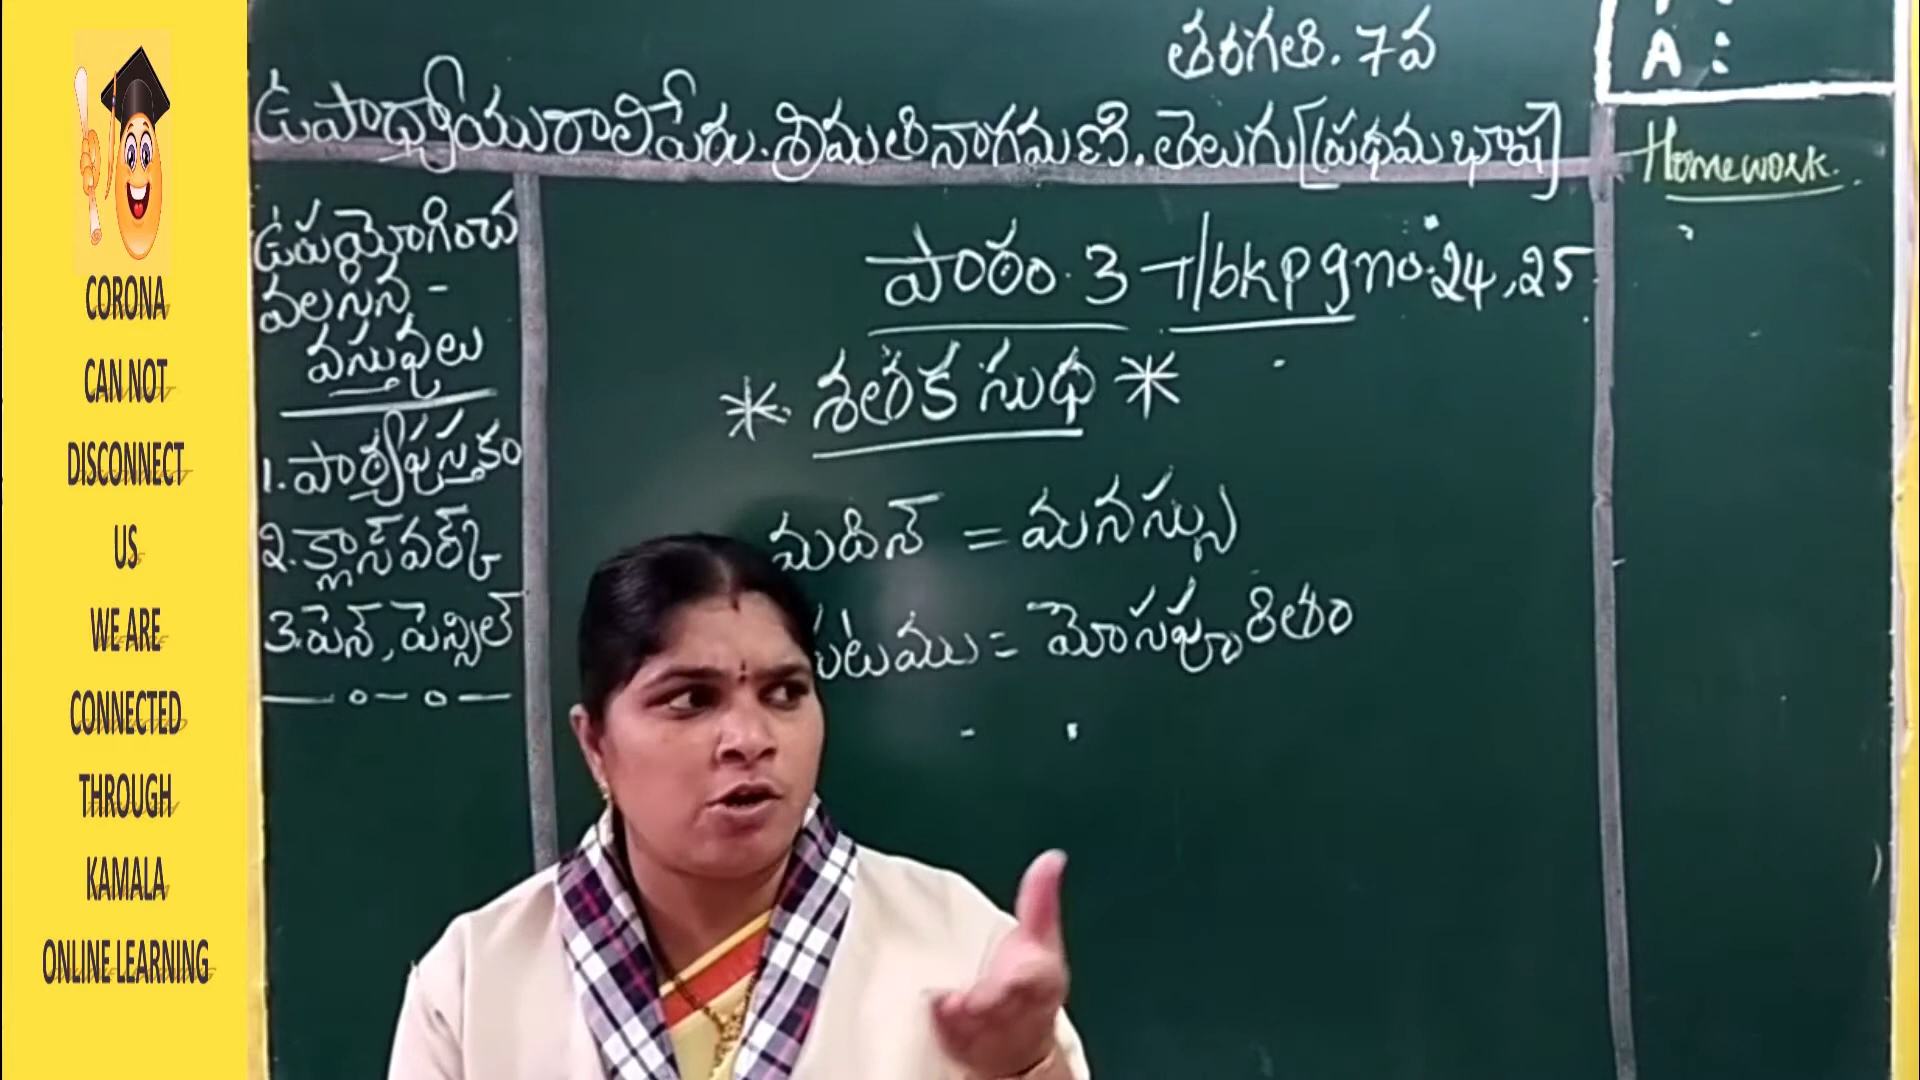 CORONA
CAN NOT
DISCONNECT
US
WE ARE
CONNECTED
THROUGH
KAMALA
ONLINE LEARNING
తరగతి. 7వ
ఉపాధ్యాయురాలిపేరు. శ్రీమతి నాగమణి. తెలుగు [ప్రథమ భాష]
ఉపయోగించ
వలసిన -
వస్తువులు
1. పాఠ్యపుస్తకం
2. క్లాస్ వర్క్
3. పెన్, పెన్సిల్
పాఠం. 3 - T/bk pg no. 24, 25
* శతక సుధ *
మదిన్ = మనస్సు
= మోసపూరితం
A :
Homework.